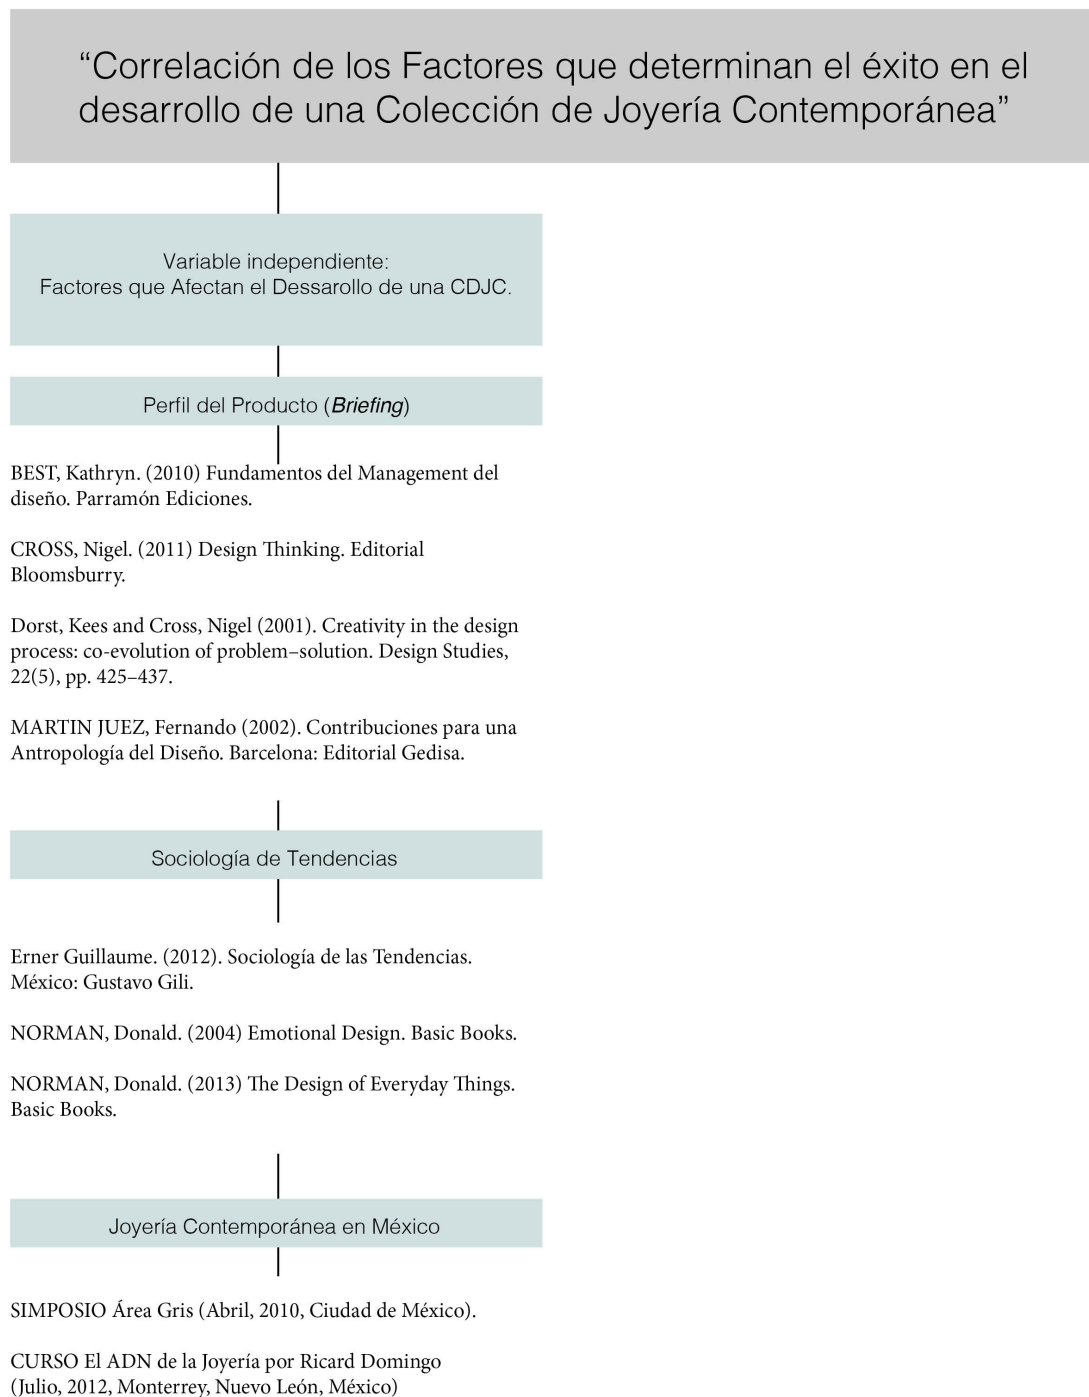 “Correlación de los Factores que determinan el éxito en el
desarrollo de una Colección de Joyería Contemporánea”
Variable independiente:
Factores que Afectan el Dessarollo de una CDJC.
Perfil del Producto (Briefing)
BEST, Kathryn. (2010) Fundamentos del Management del
diseño. Parramón Ediciones.
CROSS, Nigel. (2011) Design Thinking. Editorial
Bloomsburry.
Dorst, Kees and Cross, Nigel (2001). Creativity in the design
process: co-evolution of problem–solution. Design Studies,
22(5), pp. 425–437.
MARTIN JUEZ, Fernando (2002). Contribuciones para una
Antropología del Diseño. Barcelona: Editorial Gedisa.
Sociología de Tendencias
Erner Guillaume. (2012). Sociología de las Tendencias.
México: Gustavo Gili.
NORMAN, Donald. (2004) Emotional Design. Basic Books.
NORMAN, Donald. (2013) The Design of Everyday Things.
Basic Books.
Joyería Contemporánea en México
SIMPOSIO Área Gris (Abril, 2010, Ciudad de México).
CURSO El ADN de la Joyería por Ricard Domingo
(Julio, 2012, Monterrey, Nuevo León, México)